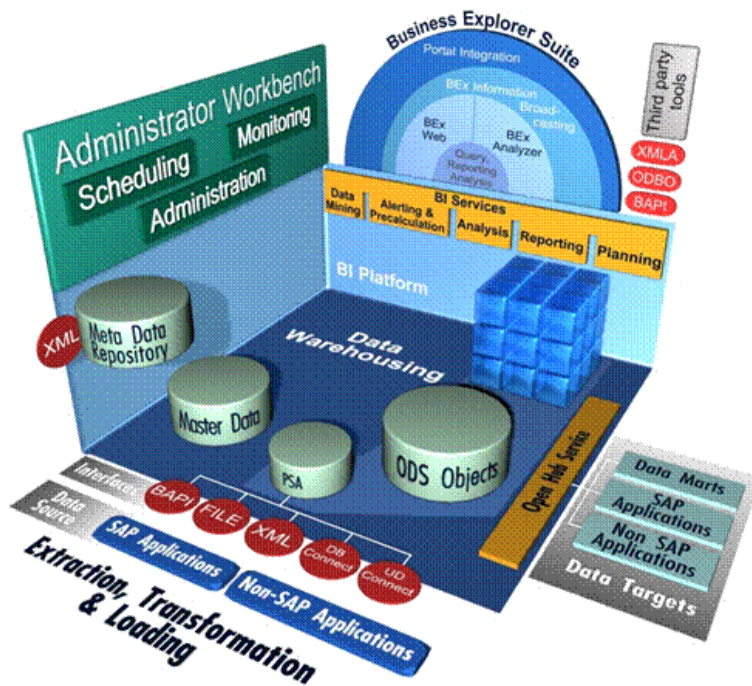 Business Explorer Suite
Portal Integration
BEx Information
Broad-
casting
BEx
Web
BEx
Analyzer
Query
Reporting
Analysis
Third party
tools
XMLA
ODBO
BAPI
Administrator Workbench
Scheduling
Monitoring
Administration
BI Services
Data
Mining
Alerting &
Precalculation
Analysis
Reporting
Planning
BI Platform
Data
Warehousing
XML
Meta Data
Repository
Master Data
PSA
ODS Objects
Open Hub Service
Data Marts
SAP
Applications
Non SAP
Applications
Data Targets
Interfaces
BAPI
FILE
XML
DB
Connect
UD
Connect
Data
Source
SAP Applications
Non-SAP Applications
Extraction, Transformation
& Loading